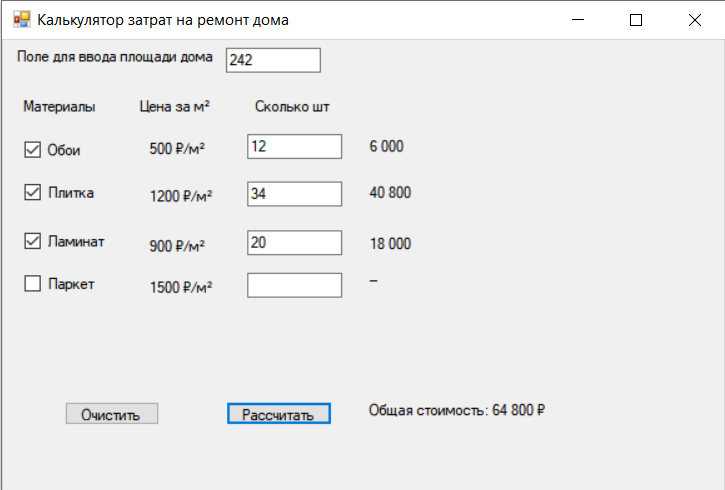 Калькулятор затрат на ремонт дома
Поле для ввода площади дома 242
Материалы Цена за м² Сколько шт
Обои 500 ₽/м² 12 6 000
Плитка 1200 ₽/м² 34 40 800
Ламинат 900 ₽/м² 20 18 000
Паркет 1500 ₽/м² –
Очистить Рассчитать Общая стоимость: 64 800 ₽